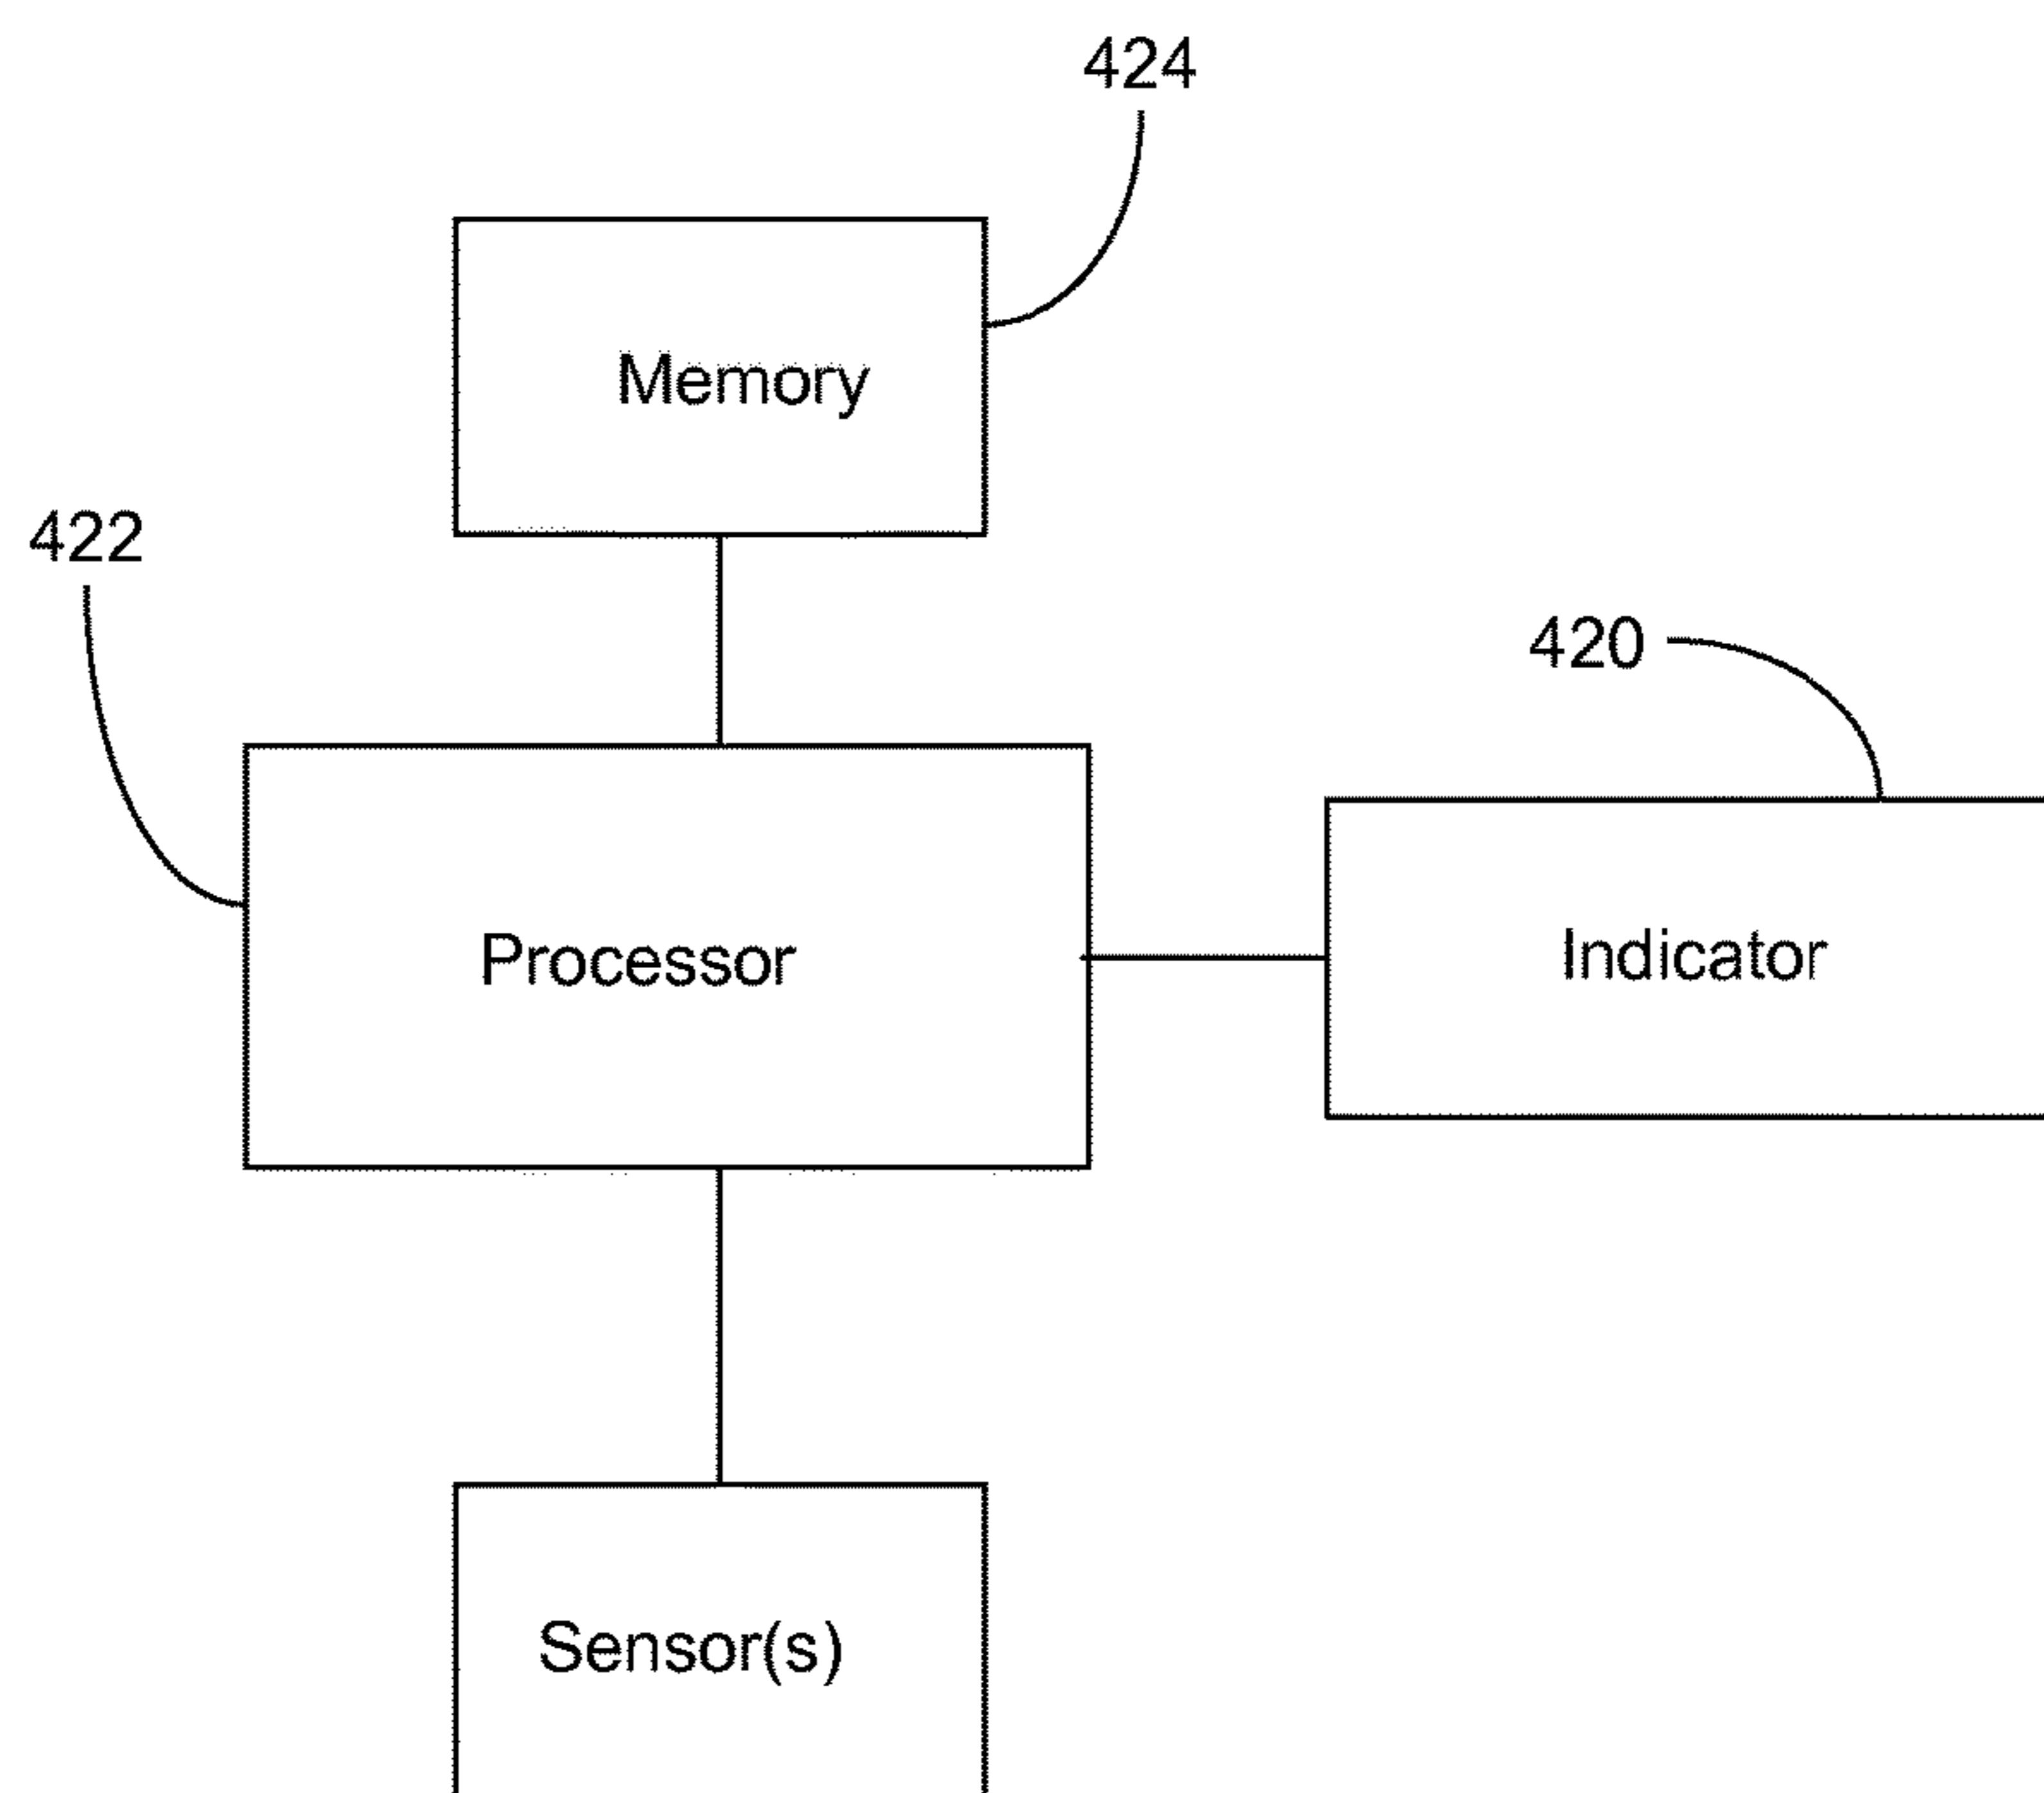 424
Memory
422
420
Processor
Indicator
Sensor(s)